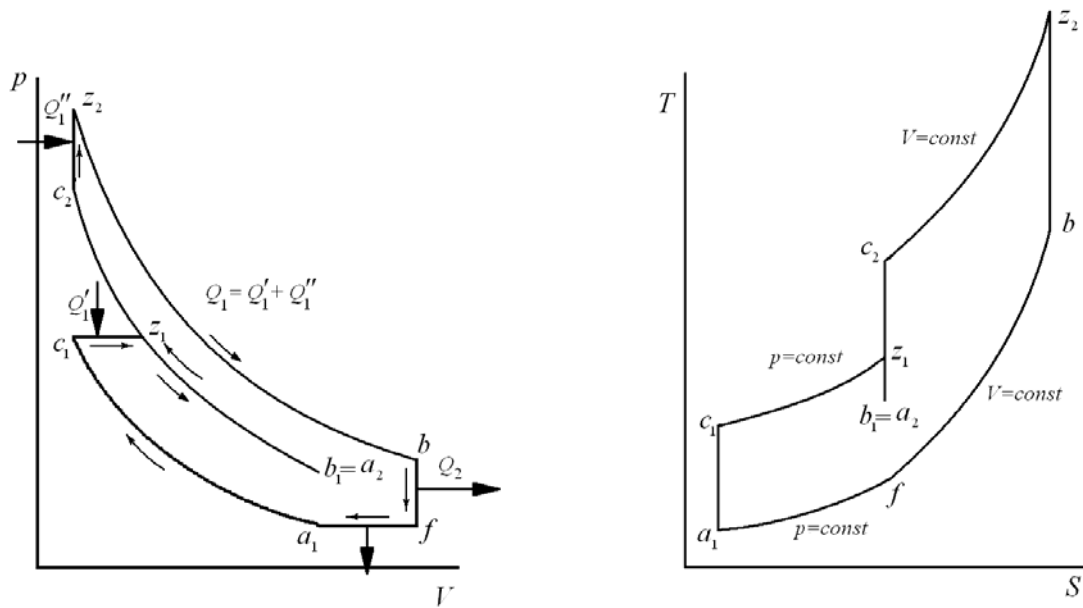 p
Q₁″
z₂
c₂
Q₁ = Q₁′ + Q₁″
Q₁′
c₁
z₁
b₁= a₂
b
Q₂
a₁
f
V
T
z₂
V=const
b
c₂
p=const
z₁
V=const
c₁
b₁= a₂
f
a₁
p=const
S